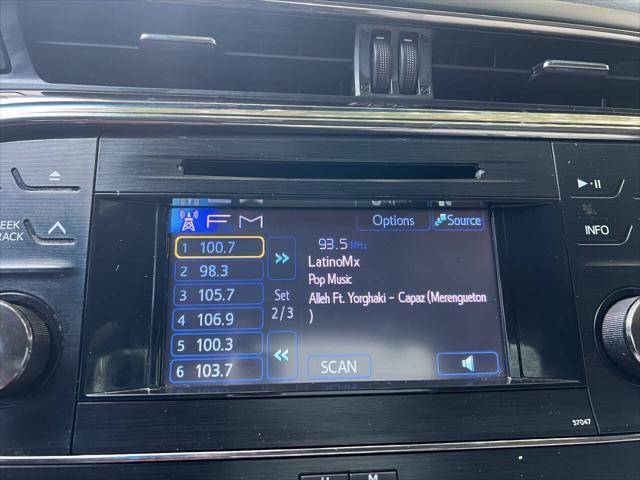 FM
Options
Source
1 100.7
2 98.3
3 105.7
4 106.9
5 100.3
6 103.7
Set
2/3
93.5 MHz
LatinoMx
Pop Music
Alleh Ft. Yorghaki - Capaz (Merengueton
)
SCAN
SEEK
TRACK
INFO
57047
M